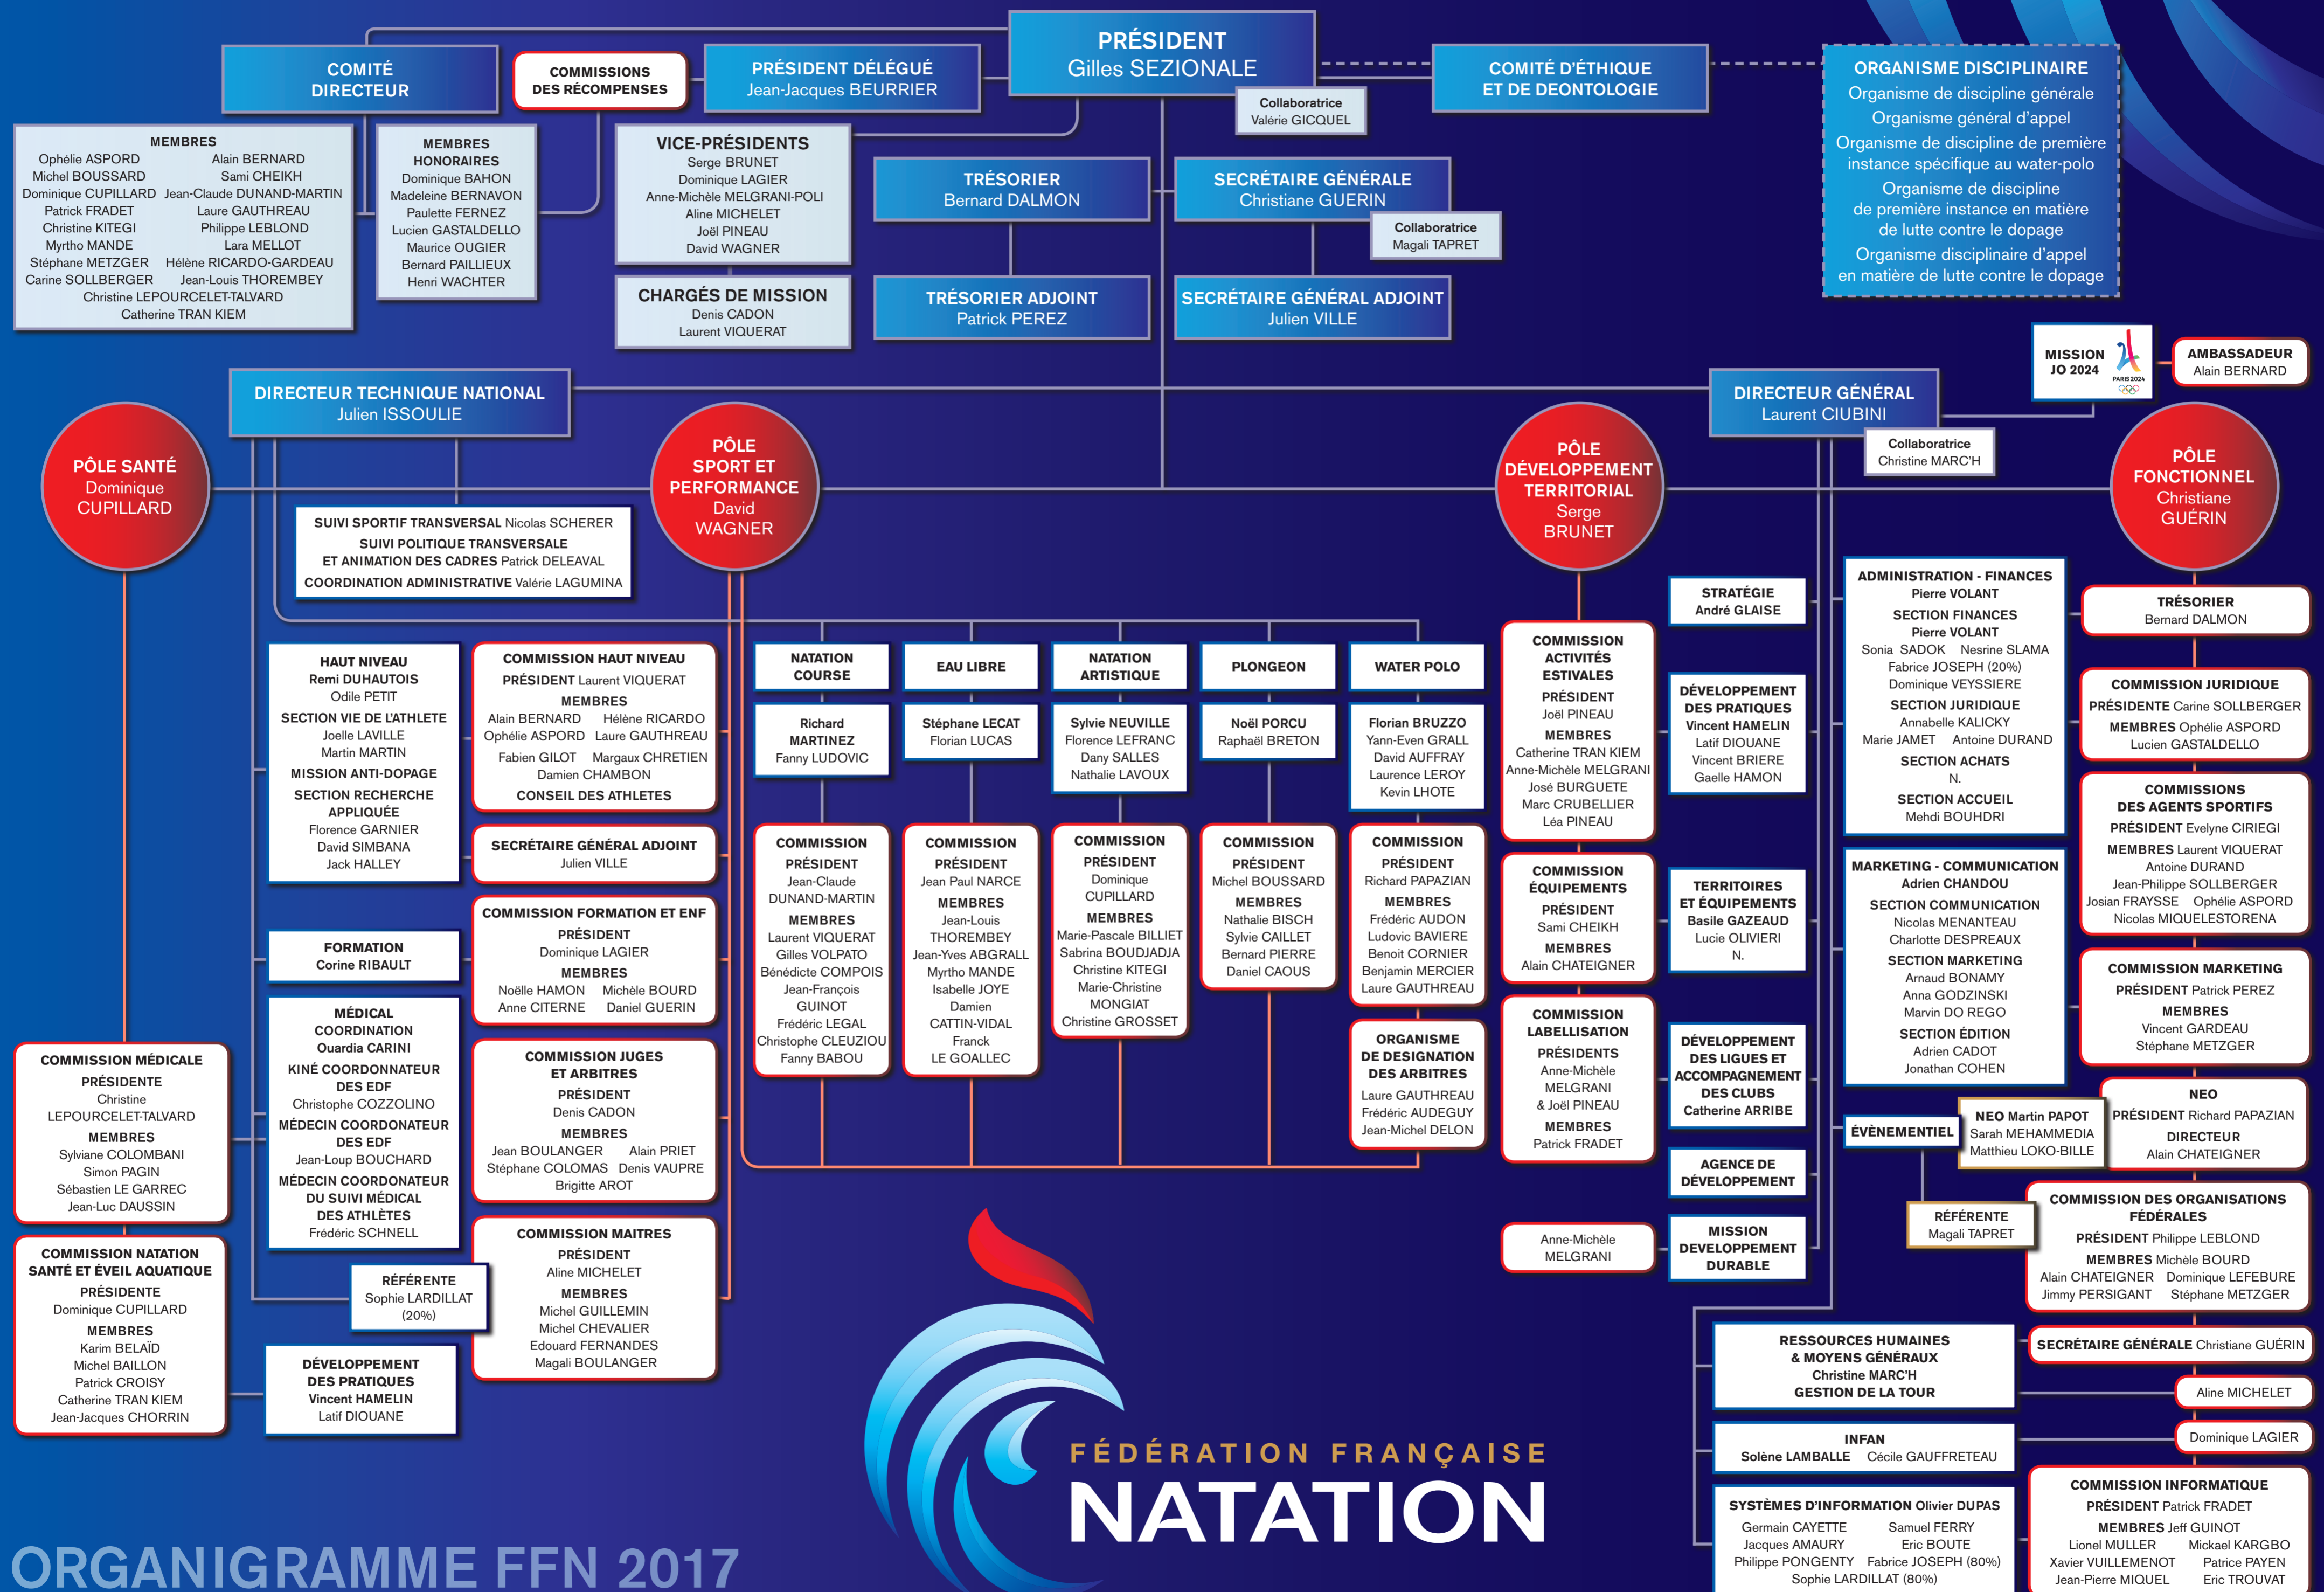 PRÉSIDENT
Gilles SEZIONALE
Collaboratrice
Valérie GICQUEL
COMITÉ
DIRECTEUR
COMMISSIONS
DES RÉCOMPENSES
PRÉSIDENT DÉLÉGUÉ
Jean-Jacques BEURRIER
COMITÉ D'ÉTHIQUE
ET DE DEONTOLOGIE
ORGANISME DISCIPLINAIRE
Organisme de discipline générale
Organisme général d'appel
Organisme de discipline de première
instance spécifique au water-polo
Organisme de discipline
de première instance en matière
de lutte contre le dopage
Organisme disciplinaire d'appel
en matière de lutte contre le dopage
MEMBRES
Ophélie ASPORD Alain BERNARD
Michel BOUSSARD Sami CHEIKH
Dominique CUPILLARD Jean-Claude DUNAND-MARTIN
Patrick FRADET Laure GAUTHREAU
Christine KITEGI Philippe LEBLOND
Myrtho MANDE Lara MELLOT
Stéphane METZGER Hélène RICARDO-GARDEAU
Carine SOLLBERGER Jean-Louis THOREMBEY
Christine LEPOURCELET-TALVARD
Catherine TRAN KIEM
MEMBRES
HONORAIRES
Dominique BAHON
Madeleine BERNAVON
Paulette FERNEZ
Lucien GASTALDELLO
Maurice OUGIER
Bernard PAILLIEUX
Henri WACHTER
VICE-PRÉSIDENTS
Serge BRUNET
Dominique LAGIER
Anne-Michèle MELGRANI-POLI
Aline MICHELET
Joël PINEAU
David WAGNER
CHARGÉS DE MISSION
Denis CADON
Laurent VIQUERAT
TRÉSORIER
Bernard DALMON
SECRÉTAIRE GÉNÉRALE
Christiane GUERIN
Collaboratrice
Magali TAPRET
TRÉSORIER ADJOINT
Patrick PEREZ
SECRÉTAIRE GÉNÉRAL ADJOINT
Julien VILLE
MISSION
JO 2024
PARIS 2024
AMBASSADEUR
Alain BERNARD
DIRECTEUR TECHNIQUE NATIONAL
Julien ISSOULIE
DIRECTEUR GÉNÉRAL
Laurent CIUBINI
Collaboratrice
Christine MARC'H
PÔLE SANTÉ
Dominique
CUPILLARD
PÔLE
SPORT ET
PERFORMANCE
David
WAGNER
PÔLE
DÉVELOPPEMENT
TERRITORIAL
Serge
BRUNET
PÔLE
FONCTIONNEL
Christiane
GUÉRIN
SUIVI SPORTIF TRANSVERSAL Nicolas SCHERER
SUIVI POLITIQUE TRANSVERSALE
ET ANIMATION DES CADRES Patrick DELEAVAL
COORDINATION ADMINISTRATIVE Valérie LAGUMINA
HAUT NIVEAU
Remi DUHAUTOIS
Odile PETIT
SECTION VIE DE L'ATHLETE
Joelle LAVILLE
Martin MARTIN
MISSION ANTI-DOPAGE
SECTION RECHERCHE
APPLIQUÉE
Florence GARNIER
David SIMBANA
Jack HALLEY
FORMATION
Corine RIBAULT
MÉDICAL
COORDINATION
Ouardia CARINI
KINÉ COORDONNATEUR
DES EDF
Christophe COZZOLINO
MÉDECIN COORDONATEUR
DES EDF
Jean-Loup BOUCHARD
MÉDECIN COORDONATEUR
DU SUIVI MÉDICAL
DES ATHLÈTES
Frédéric SCHNELL
RÉFÉRENTE
Sophie LARDILLAT
(20%)
DÉVELOPPEMENT
DES PRATIQUES
Vincent HAMELIN
Latif DIOUANE
COMMISSION MÉDICALE
PRÉSIDENTE
Christine
LEPOURCELET-TALVARD
MEMBRES
Sylviane COLOMBANI
Simon PAGIN
Sébastien LE GARREC
Jean-Luc DAUSSIN
COMMISSION NATATION
SANTÉ ET ÉVEIL AQUATIQUE
PRÉSIDENTE
Dominique CUPILLARD
MEMBRES
Karim BELAÏD
Michel BAILLON
Patrick CROISY
Catherine TRAN KIEM
Jean-Jacques CHORRIN
COMMISSION HAUT NIVEAU
PRÉSIDENT Laurent VIQUERAT
MEMBRES
Alain BERNARD Hélène RICARDO
Ophélie ASPORD Laure GAUTHREAU
Fabien GILOT Margaux CHRETIEN
Damien CHAMBON
CONSEIL DES ATHLETES
SECRÉTAIRE GÉNÉRAL ADJOINT
Julien VILLE
COMMISSION FORMATION ET ENF
PRÉSIDENT
Dominique LAGIER
MEMBRES
Noëlle HAMON Michèle BOURD
Anne CITERNE Daniel GUERIN
COMMISSION JUGES
ET ARBITRES
PRÉSIDENT
Denis CADON
MEMBRES
Jean BOULANGER Alain PRIET
Stéphane COLOMAS Denis VAUPRE
Brigitte AROT
COMMISSION MAITRES
PRÉSIDENT
Aline MICHELET
MEMBRES
Michel GUILLEMIN
Michel CHEVALIER
Edouard FERNANDES
Magali BOULANGER
NATATION
COURSE
Richard
MARTINEZ
Fanny LUDOVIC
COMMISSION
PRÉSIDENT
Jean-Claude
DUNAND-MARTIN
MEMBRES
Laurent VIQUERAT
Gilles VOLPATO
Bénédicte COMPOIS
Jean-François
GUINOT
Frédéric LEGAL
Christophe CLEUZIOU
Fanny BABOU
EAU LIBRE
Stéphane LECAT
Florian LUCAS
COMMISSION
PRÉSIDENT
Jean Paul NARCE
MEMBRES
Jean-Louis
THOREMBEY
Jean-Yves ABGRALL
Myrtho MANDE
Isabelle JOYE
Damien
CATTIN-VIDAL
Franck
LE GOALLEC
NATATION
ARTISTIQUE
Sylvie NEUVILLE
Florence LEFRANC
Dany SALLES
Nathalie LAVOUX
COMMISSION
PRÉSIDENT
Dominique
CUPILLARD
MEMBRES
Marie-Pascale BILLIET
Sabrina BOUDJADJA
Christine KITEGI
Marie-Christine
MONGIAT
Christine GROSSET
PLONGEON
Noël PORCU
Raphaël BRETON
COMMISSION
PRÉSIDENT
Michel BOUSSARD
MEMBRES
Nathalie BISCH
Sylvie CAILLET
Bernard PIERRE
Daniel CAOUS
WATER POLO
Florian BRUZZO
Yann-Even GRALL
David AUFFRAY
Laurence LEROY
Kevin LHOTE
COMMISSION
PRÉSIDENT
Richard PAPAZIAN
MEMBRES
Frédéric AUDON
Ludovic BAVIERE
Benoit CORNIER
Benjamin MERCIER
Laure GAUTHREAU
ORGANISME
DE DESIGNATION
DES ARBITRES
Laure GAUTHREAU
Frédéric AUDEGUY
Jean-Michel DELON
COMMISSION
ACTIVITÉS
ESTIVALES
PRÉSIDENT
Joël PINEAU
MEMBRES
Catherine TRAN KIEM
Anne-Michèle MELGRANI
José BURGUETE
Marc CRUBELLIER
Léa PINEAU
COMMISSION
ÉQUIPEMENTS
PRÉSIDENT
Sami CHEIKH
MEMBRES
Alain CHATEIGNER
COMMISSION
LABELLISATION
PRÉSIDENTS
Anne-Michèle
MELGRANI
& Joël PINEAU
MEMBRES
Patrick FRADET
Anne-Michèle
MELGRANI
STRATÉGIE
André GLAISE
DÉVELOPPEMENT
DES PRATIQUES
Vincent HAMELIN
Latif DIOUANE
Vincent BRIERE
Gaelle HAMON
TERRITOIRES
ET ÉQUIPEMENTS
Basile GAZEAUD
Lucie OLIVIERI
N.
DÉVELOPPEMENT
DES LIGUES ET
ACCOMPAGNEMENT
DES CLUBS
Catherine ARRIBE
AGENCE DE
DÉVELOPPEMENT
MISSION
DEVELOPPEMENT
DURABLE
ADMINISTRATION - FINANCES
Pierre VOLANT
SECTION FINANCES
Pierre VOLANT
Sonia SADOK Nesrine SLAMA
Fabrice JOSEPH (20%)
Dominique VEYSSIERE
SECTION JURIDIQUE
Annabelle KALICKY
Marie JAMET Antoine DURAND
SECTION ACHATS
N.
SECTION ACCUEIL
Mehdi BOUHDRI
MARKETING - COMMUNICATION
Adrien CHANDOU
SECTION COMMUNICATION
Nicolas MENANTEAU
Charlotte DESPREAUX
SECTION MARKETING
Arnaud BONAMY
Anna GODZINSKI
Marvin DO REGO
SECTION ÉDITION
Adrien CADOT
Jonathan COHEN
ÉVÈNEMENTIEL
NEO Martin PAPOT
Sarah MEHAMMEDIA
Matthieu LOKO-BILLE
RÉFÉRENTE
Magali TAPRET
TRÉSORIER
Bernard DALMON
COMMISSION JURIDIQUE
PRÉSIDENTE Carine SOLLBERGER
MEMBRES Ophélie ASPORD
Lucien GASTALDELLO
COMMISSIONS
DES AGENTS SPORTIFS
PRÉSIDENT Evelyne CIRIEGI
MEMBRES Laurent VIQUERAT
Antoine DURAND
Jean-Philippe SOLLBERGER
Josian FRAYSSE Ophélie ASPORD
Nicolas MIQUELESTORENA
COMMISSION MARKETING
PRÉSIDENT Patrick PEREZ
MEMBRES
Vincent GARDEAU
Stéphane METZGER
NEO
PRÉSIDENT Richard PAPAZIAN
DIRECTEUR
Alain CHATEIGNER
COMMISSION DES ORGANISATIONS
FÉDÉRALES
PRÉSIDENT Philippe LEBLOND
MEMBRES Michèle BOURD
Alain CHATEIGNER Dominique LEFEBURE
Jimmy PERSIGANT Stéphane METZGER
RESSOURCES HUMAINES
& MOYENS GÉNÉRAUX
Christine MARC'H
GESTION DE LA TOUR
SECRÉTAIRE GÉNÉRALE Christiane GUÉRIN
Aline MICHELET
INFAN
Solène LAMBALLE Cécile GAUFFRETEAU
Dominique LAGIER
SYSTÈMES D'INFORMATION Olivier DUPAS
Germain CAYETTE Samuel FERRY
Jacques AMAURY Eric BOUTE
Philippe PONGENTY Fabrice JOSEPH (80%)
Sophie LARDILLAT (80%)
COMMISSION INFORMATIQUE
PRÉSIDENT Patrick FRADET
MEMBRES Jeff GUINOT
Lionel MULLER Mickael KARGBO
Xavier VUILLEMENOT Patrice PAYEN
Jean-Pierre MIQUEL Eric TROUVAT
FÉDÉRATION FRANÇAISE
NATATION
ORGANIGRAMME FFN 2017